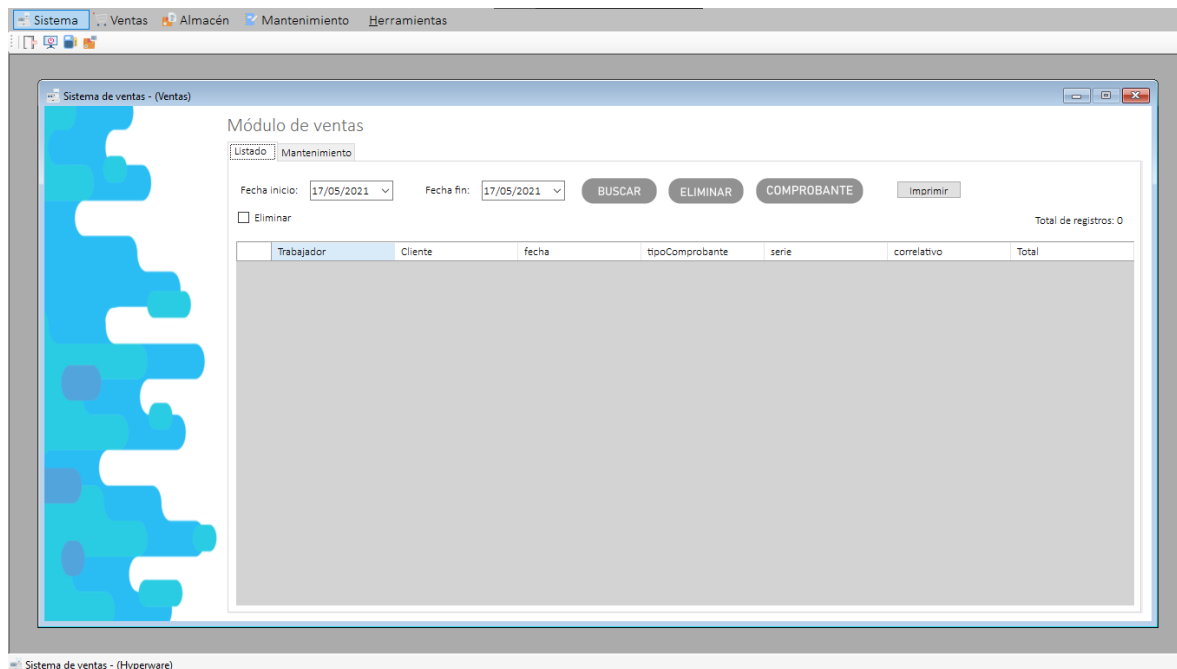 Sistema Ventas Almacén Mantenimiento Herramientas
Sistema de ventas - (Ventas)
Módulo de ventas
Listado Mantenimiento
Fecha inicio: 17/05/2021 Fecha fin: 17/05/2021 BUSCAR ELIMINAR COMPROBANTE Imprimir
Eliminar
Total de registros: 0
Trabajador Cliente fecha tipoComprobante serie correlativo Total
Sistema de ventas - (Hyperware)